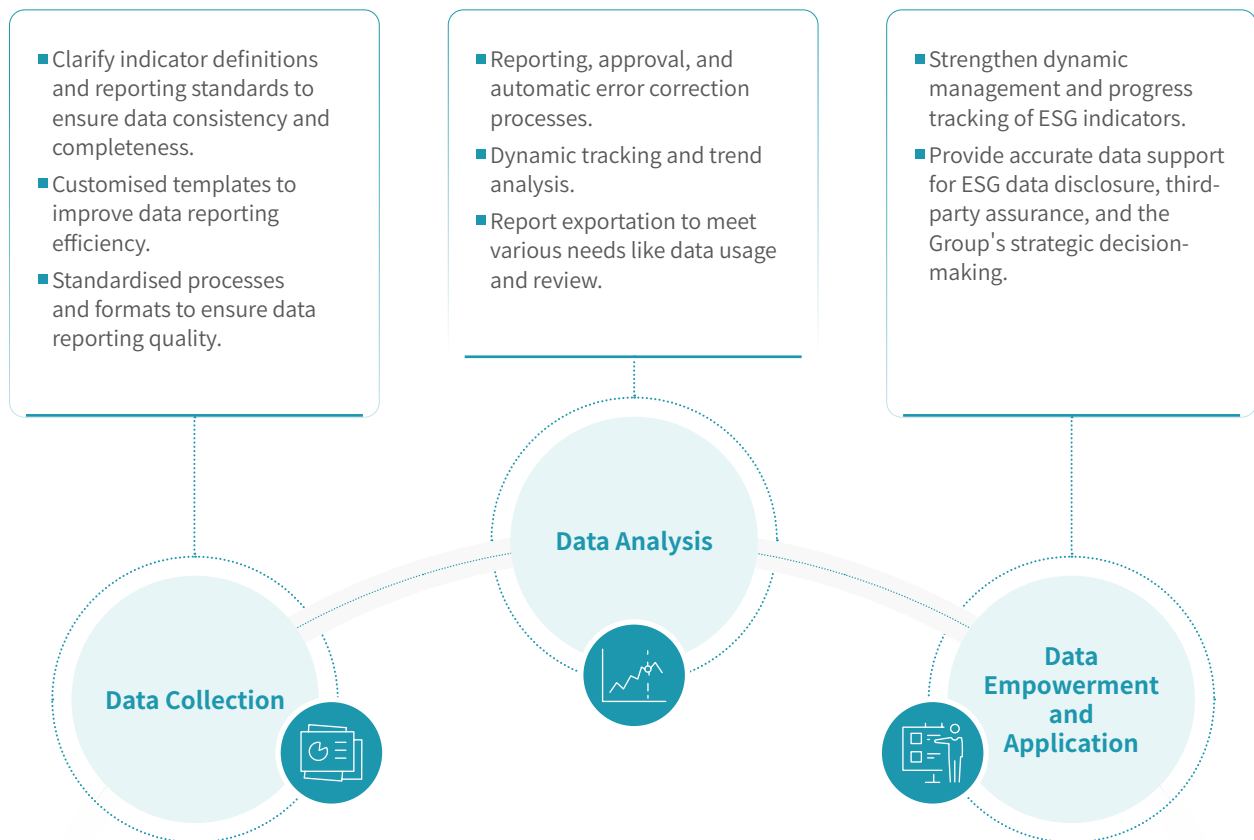 Clarify indicator definitions
and reporting standards to
ensure data consistency and
completeness.
Customised templates to
improve data reporting
efficiency.
Standardised processes
and formats to ensure data
reporting quality.
Reporting, approval, and
automatic error correction
processes.
Dynamic tracking and trend
analysis.
Report exportation to meet
various needs like data usage
and review.
Strengthen dynamic
management and progress
tracking of ESG indicators.
Provide accurate data support
for ESG data disclosure, third-
party assurance, and the
Group's strategic decision-
making.
Data Collection
Data Analysis
Data
Empowerment
and
Application